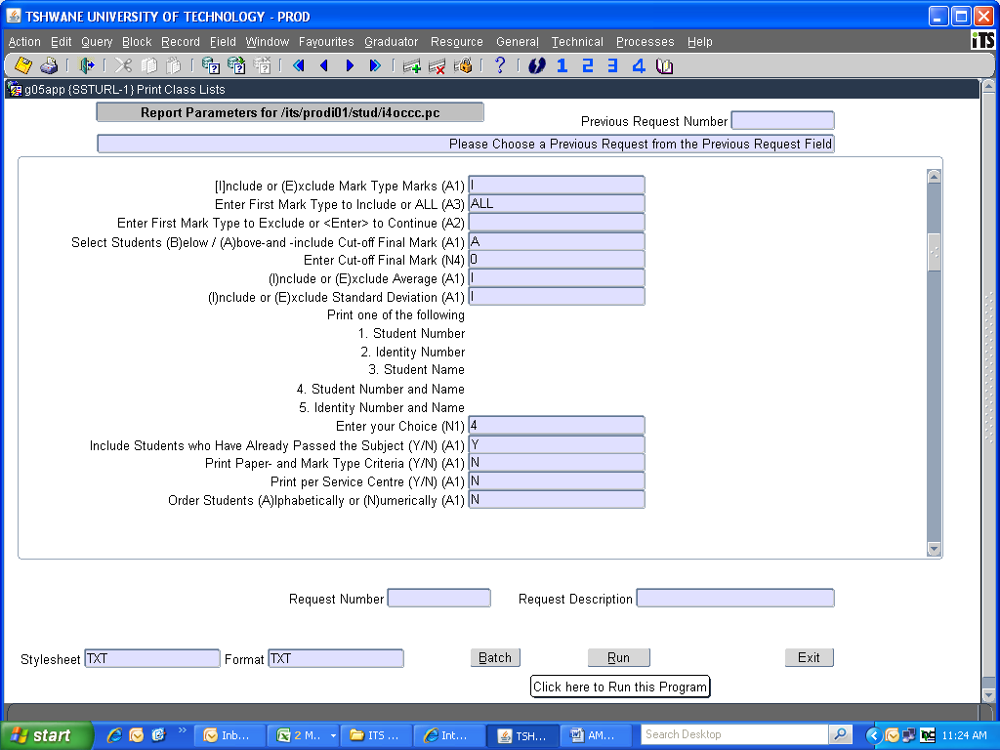 TSHWANE UNIVERSITY OF TECHNOLOGY - PROD
Action Edit Query Block Record Field Window Favourites Graduator Resource General Technical Processes Help
iTS
? 1 2 3 4
g05app {SSTURL-1} Print Class Lists
Report Parameters for /its/prodi01/stud/i4occc.pc
Previous Request Number
Please Choose a Previous Request from the Previous Request Field
[I]nclude or (E)xclude Mark Type Marks (A1) I
Enter First Mark Type to Include or ALL (A3) ALL
Enter First Mark Type to Exclude or <Enter> to Continue (A2)
Select Students (B)elow / (A)bove-and -include Cut-off Final Mark (A1) A
Enter Cut-off Final Mark (N4) 0
(I)nclude or (E)xclude Average (A1) I
(I)nclude or (E)xclude Standard Deviation (A1) I
Print one of the following
1. Student Number
2. Identity Number
3. Student Name
4. Student Number and Name
5. Identity Number and Name
Enter your Choice (N1) 4
Include Students who Have Already Passed the Subject (Y/N) (A1) Y
Print Paper- and Mark Type Criteria (Y/N) (A1) N
Print per Service Centre (Y/N) (A1) N
Order Students (A)lphabetically or (N)umerically (A1) N
Request Number Request Description
Stylesheet TXT Format TXT Batch Run Exit
Click here to Run this Program
start » Inb... 2 M... ITS ... Int... TSH... AM... Search Desktop 11:24 AM